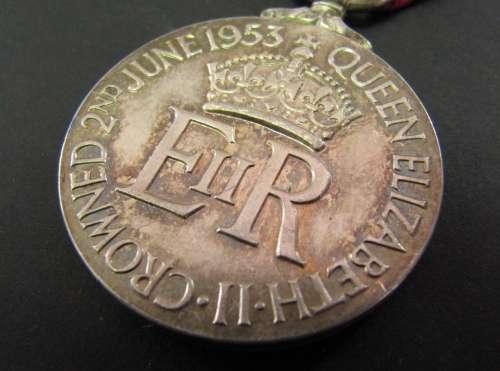 QUEEN ELIZABETH · II · CROWNED 2ND JUNE 1953
EIIR